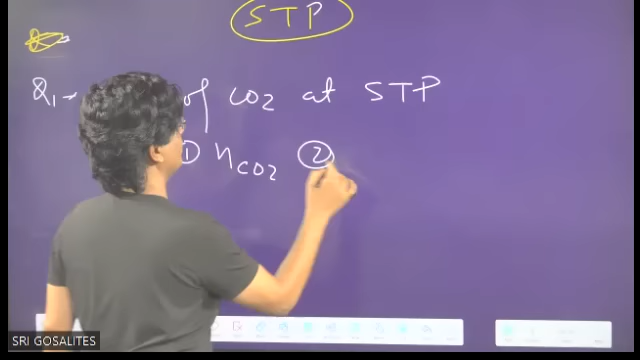 STP
Q1→ of CO2 at STP
① nCO2 ②
SRI GOSALITES